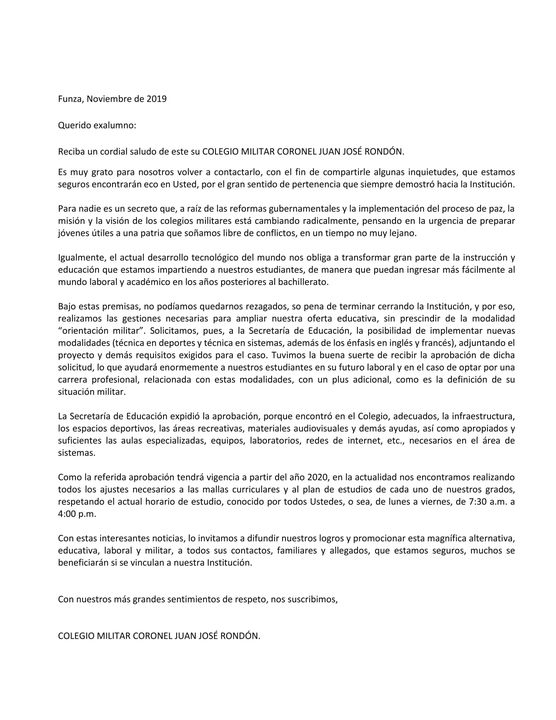 Funza, Noviembre de 2019
Querido exalumno:
Reciba un cordial saludo de este su COLEGIO MILITAR CORONEL JUAN JOSÉ RONDÓN.
Es muy grato para nosotros volver a contactarlo, con el fin de compartirle algunas inquietudes, que estamos
seguros encontrarán eco en Usted, por el gran sentido de pertenencia que siempre demostró hacia la Institución.
Para nadie es un secreto que, a raíz de las reformas gubernamentales y la implementación del proceso de paz, la
misión y la visión de los colegios militares está cambiando radicalmente, pensando en la urgencia de preparar
jóvenes útiles a una patria que soñamos libre de conflictos, en un tiempo no muy lejano.
Igualmente, el actual desarrollo tecnológico del mundo nos obliga a transformar gran parte de la instrucción y
educación que estamos impartiendo a nuestros estudiantes, de manera que puedan ingresar más fácilmente al
mundo laboral y académico en los años posteriores al bachillerato.
Bajo estas premisas, no podíamos quedarnos rezagados, so pena de terminar cerrando la Institución, y por eso,
realizamos las gestiones necesarias para ampliar nuestra oferta educativa, sin prescindir de la modalidad
“orientación militar”. Solicitamos, pues, a la Secretaría de Educación, la posibilidad de implementar nuevas
modalidades (técnica en deportes y técnica en sistemas, además de los énfasis en inglés y francés), adjuntando el
proyecto y demás requisitos exigidos para el caso. Tuvimos la buena suerte de recibir la aprobación de dicha
solicitud, lo que ayudará enormemente a nuestros estudiantes en su futuro laboral y en el caso de optar por una
carrera profesional, relacionada con estas modalidades, con un plus adicional, como es la definición de su
situación militar.
La Secretaría de Educación expidió la aprobación, porque encontró en el Colegio, adecuados, la infraestructura,
los espacios deportivos, las áreas recreativas, materiales audiovisuales y demás ayudas, así como apropiados y
suficientes las aulas especializadas, equipos, laboratorios, redes de internet, etc., necesarios en el área de
sistemas.
Como la referida aprobación tendrá vigencia a partir del año 2020, en la actualidad nos encontramos realizando
todos los ajustes necesarios a las mallas curriculares y al plan de estudios de cada uno de nuestros grados,
respetando el actual horario de estudio, conocido por todos Ustedes, o sea, de lunes a viernes, de 7:30 a.m. a
4:00 p.m.
Con estas interesantes noticias, lo invitamos a difundir nuestros logros y promocionar esta magnífica alternativa,
educativa, laboral y militar, a todos sus contactos, familiares y allegados, que estamos seguros, muchos se
beneficiarán si se vinculan a nuestra Institución.
Con nuestros más grandes sentimientos de respeto, nos suscribimos,
COLEGIO MILITAR CORONEL JUAN JOSÉ RONDÓN.